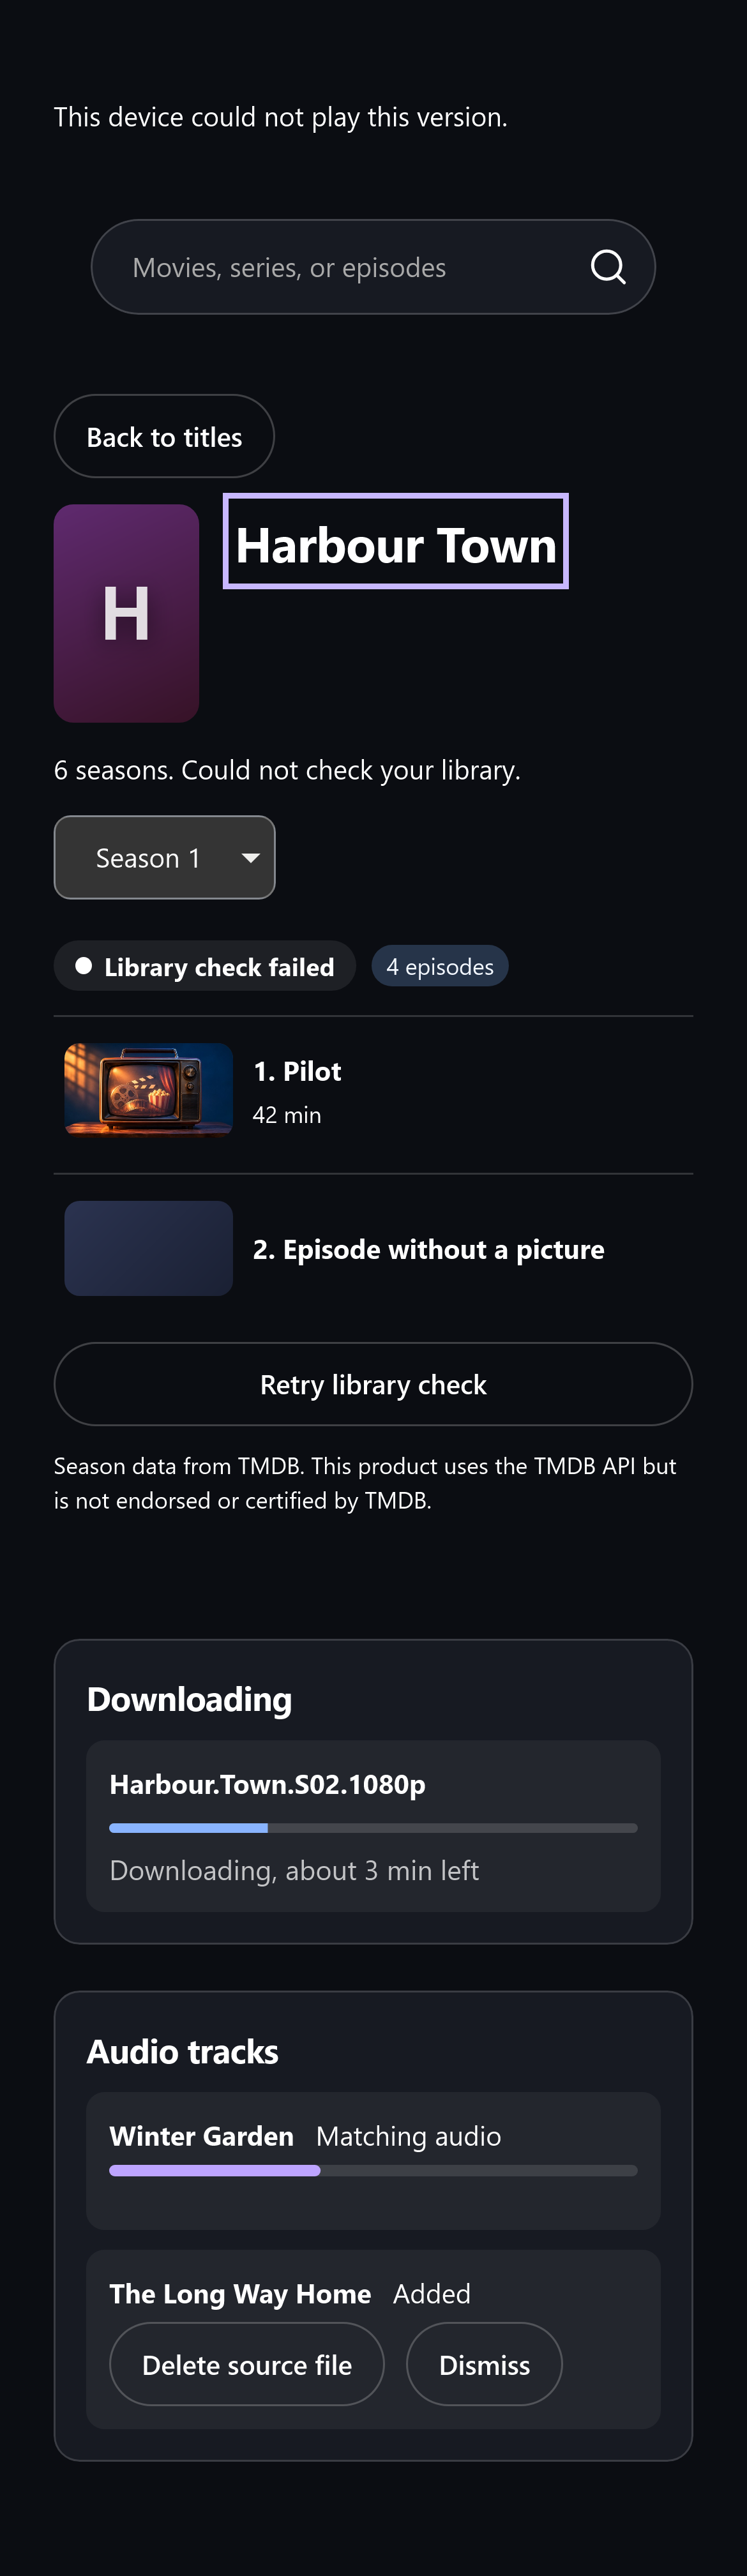 This device could not play this version.
Movies, series, or episodes
Back to titles
H
Harbour Town
6 seasons. Could not check your library.
Season 1
Library check failed
4 episodes
1. Pilot
42 min
2. Episode without a picture
Retry library check
Season data from TMDB. This product uses the TMDB API but
is not endorsed or certified by TMDB.
Downloading
Harbour.Town.S02.1080p
Downloading, about 3 min left
Audio tracks
Winter Garden Matching audio
The Long Way Home Added
Delete source file
Dismiss